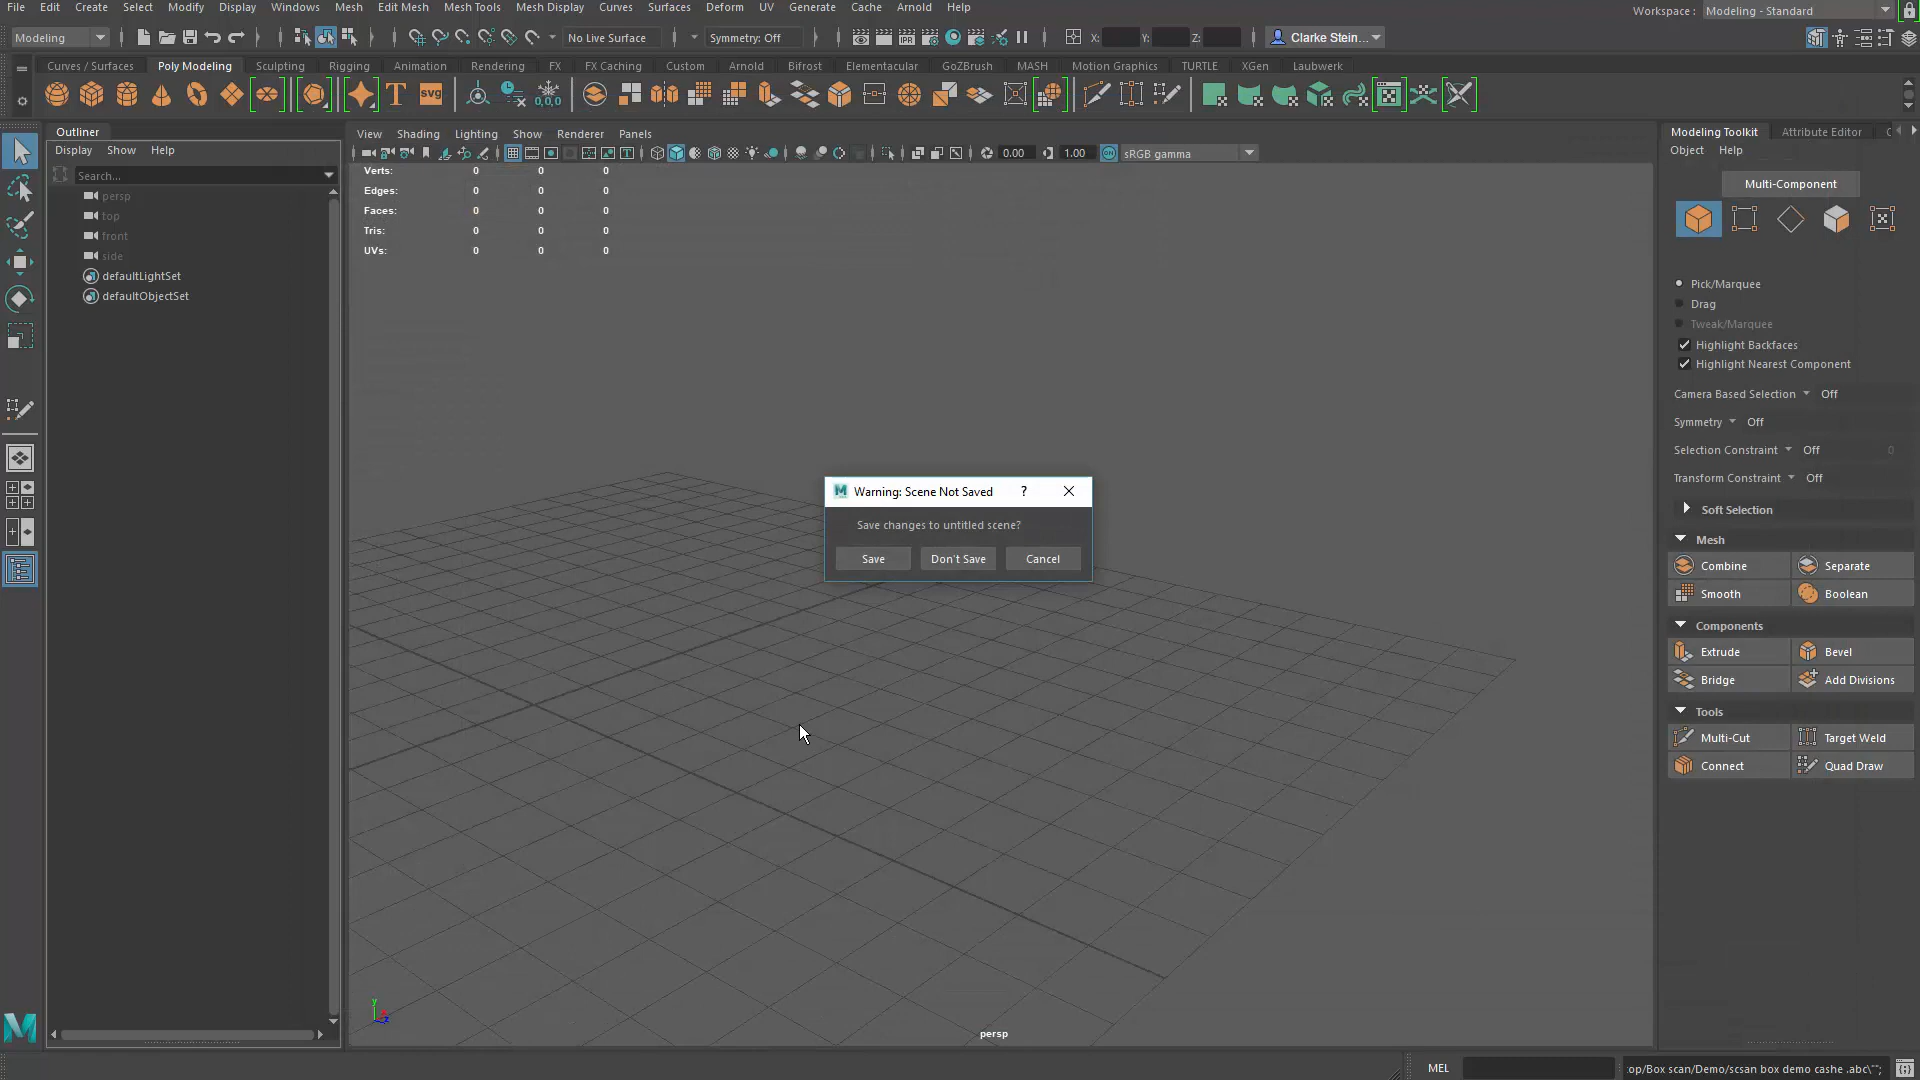 File Edit Create Select Modify Display Windows Mesh Edit Mesh Mesh Tools Mesh Display Curves Surfaces Deform UV Generate Cache Arnold Help
Workspace : Modeling - Standard
Modeling No Live Surface Symmetry: Off X: Y: Z: Clarke Stein...
Curves / Surfaces Poly Modeling Sculpting Rigging Animation Rendering FX FX Caching Custom Arnold Bifrost Elementacular GoZBrush MASH Motion Graphics TURTLE XGen Laubwerk
T svg 0,0,0
Outliner
Display Show Help
Search...
persp
top
front
side
defaultLightSet
defaultObjectSet
View Shading Lighting Show Renderer Panels
0.00 1.00 ON sRGB gamma
Verts: 0 0 0
Edges: 0 0 0
Faces: 0 0 0
Tris: 0 0 0
UVs: 0 0 0
M Warning: Scene Not Saved ?
Save changes to untitled scene?
Save Don't Save Cancel
y
z
persp
Modeling Toolkit Attribute Editor
Object Help
Multi-Component
Pick/Marquee
Drag
Tweak/Marquee
Highlight Backfaces
Highlight Nearest Component
Camera Based Selection Off
Symmetry Off
Selection Constraint Off 0
Transform Constraint Off
Soft Selection
Mesh
Combine Separate
Smooth Boolean
Components
Extrude Bevel
Bridge Add Divisions
Tools
Multi-Cut Target Weld
Connect Quad Draw
MEL op/Box scan/Demo/scsan box demo cashe .abc\"";